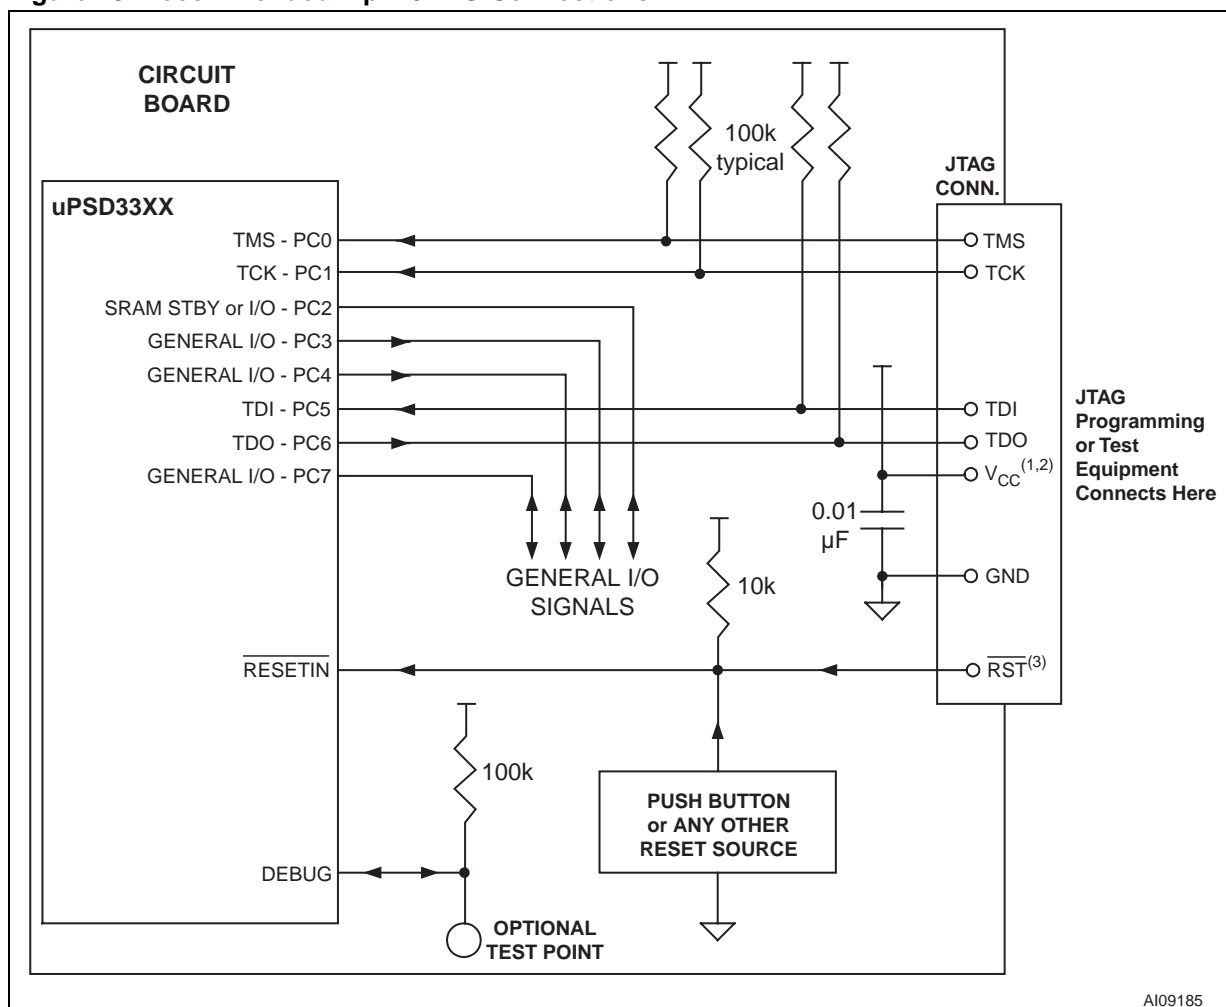 CIRCUIT
BOARD
100k
typical
JTAG
CONN.
uPSD33XX
TMS - PC0
TCK - PC1
SRAM STBY or I/O - PC2
GENERAL I/O - PC3
GENERAL I/O - PC4
TDI - PC5
TDO - PC6
GENERAL I/O - PC7
TMS
TCK
TDI
TDO
VCC(1,2)
GND
RST(3)
JTAG
Programming
or Test
Equipment
Connects Here
0.01
µF
GENERAL I/O
SIGNALS
10k
RESETIN
100k
PUSH BUTTON
or ANY OTHER
RESET SOURCE
DEBUG
OPTIONAL
TEST POINT
AI09185